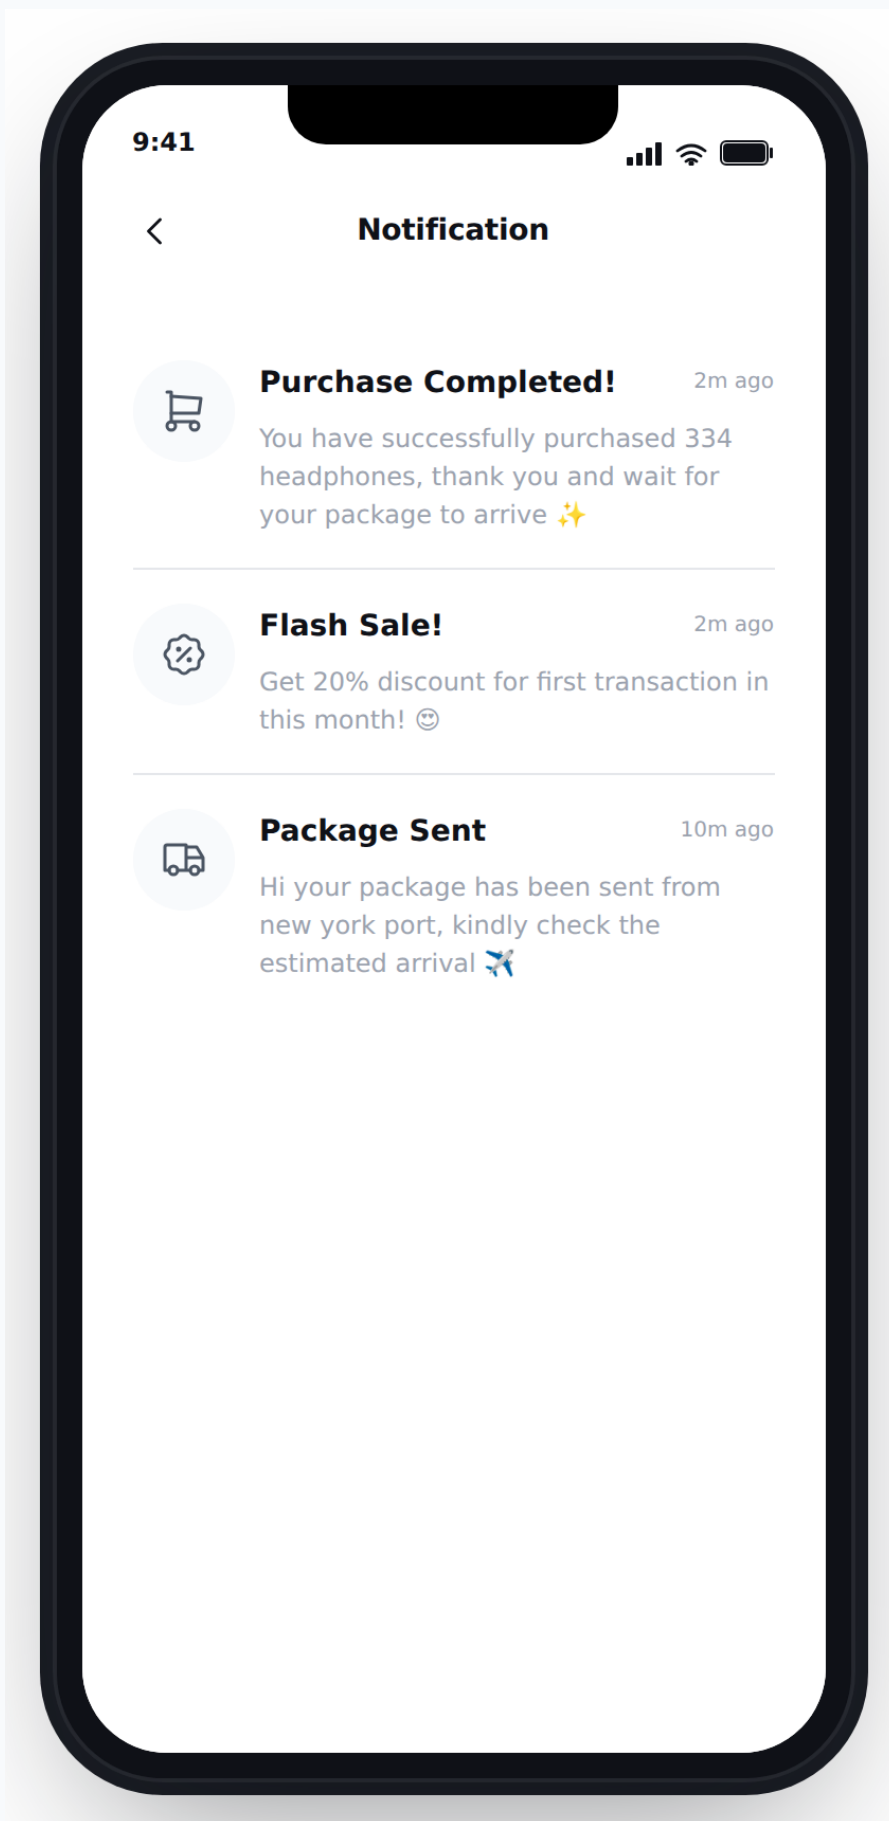 9:41
Notification
Purchase Completed!
2m ago
You have successfully purchased 334
headphones, thank you and wait for
your package to arrive ✨
Flash Sale!
2m ago
Get 20% discount for first transaction in
this month! 😍
Package Sent
10m ago
Hi your package has been sent from
new york port, kindly check the
estimated arrival ✈️